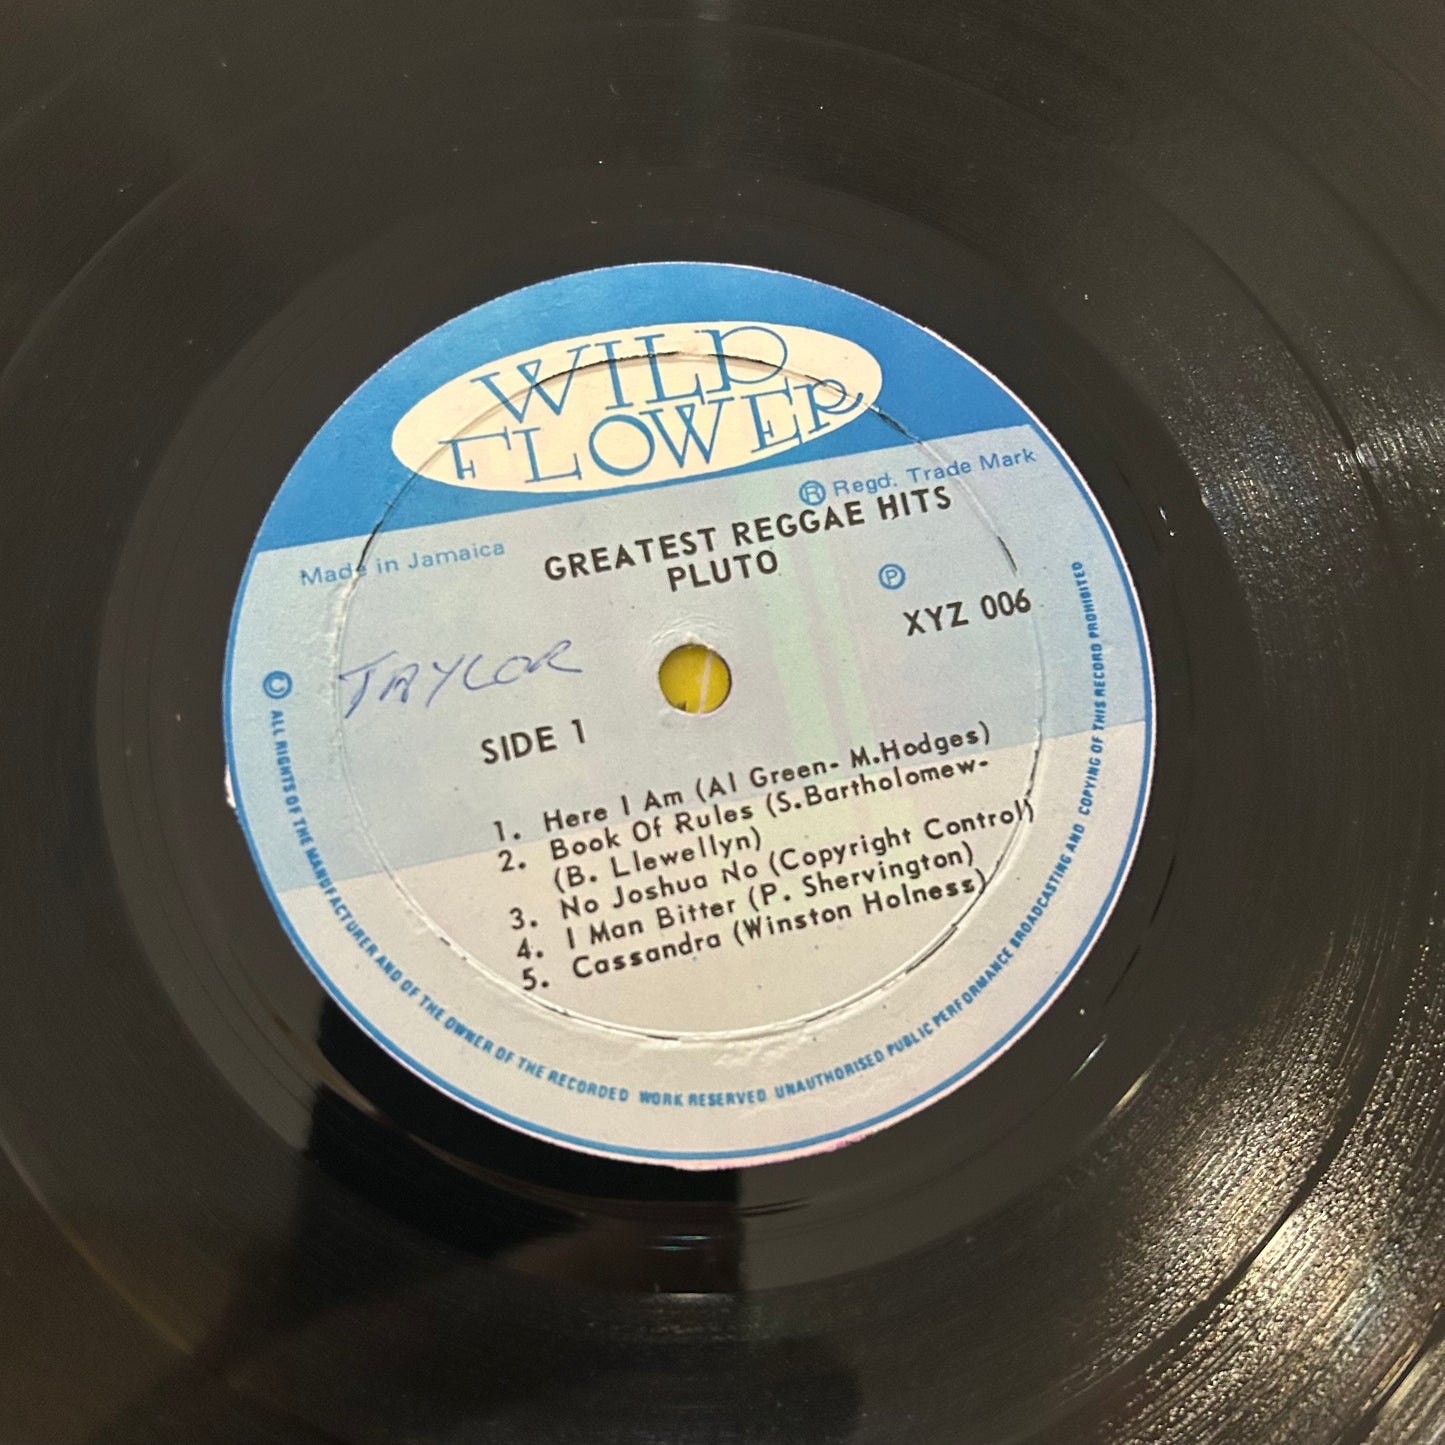 WILD
FLOWER
® Regd. Trade Mark
Made in Jamaica
GREATEST REGGAE HITS
PLUTO
℗
XYZ 006
TAYLOR
SIDE 1
1. Here I Am (Al Green- M.Hodges)
2. Book Of Rules (S.Bartholomew-
(B. Llewellyn)
3. No Joshua No (Copyright Control)
4. I Man Bitter (P. Shervington)
5. Cassandra (Winston Holness)
© ALL RIGHTS OF THE MANUFACTURER AND OF THE OWNER OF THE RECORDED WORK RESERVED UNAUTHORISED PUBLIC PERFORMANCE BROADCASTING AND COPYING OF THIS RECORD PROHIBITED